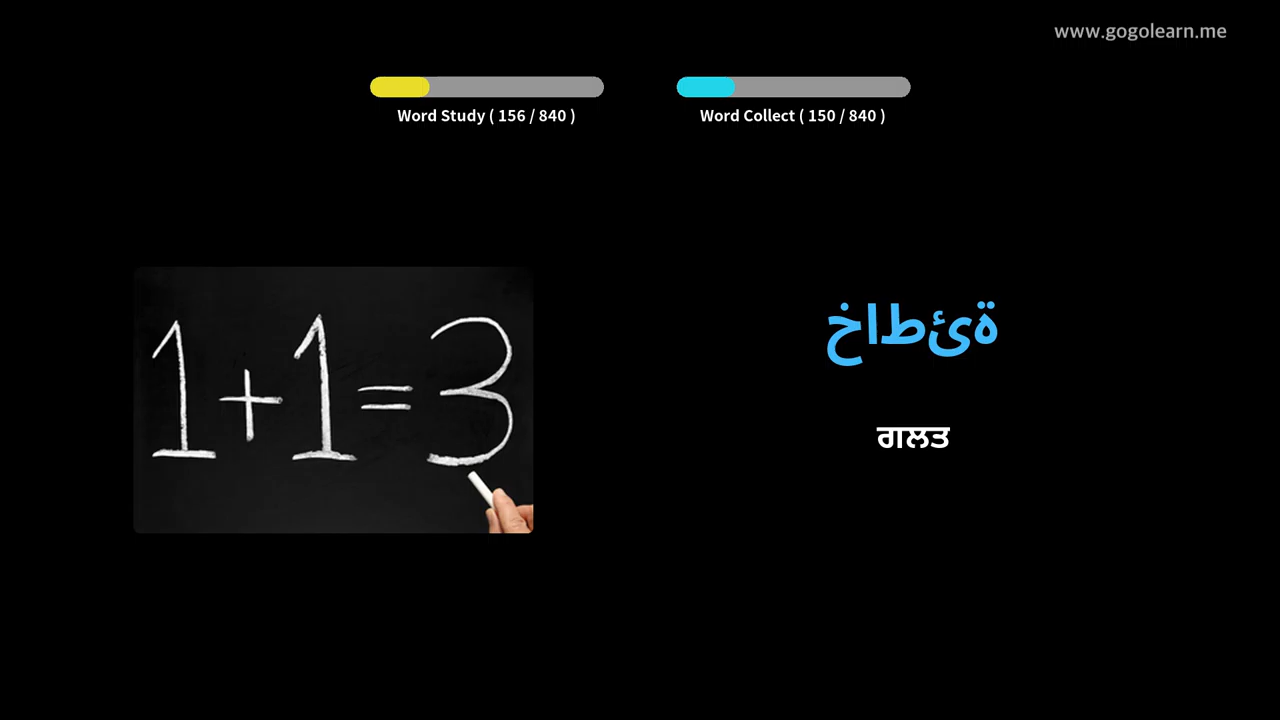 www.gogolearn.me
Word Study ( 156 / 840 )
Word Collect ( 150 / 840 )
1+1=3
خاطئة
ਗਲਤ